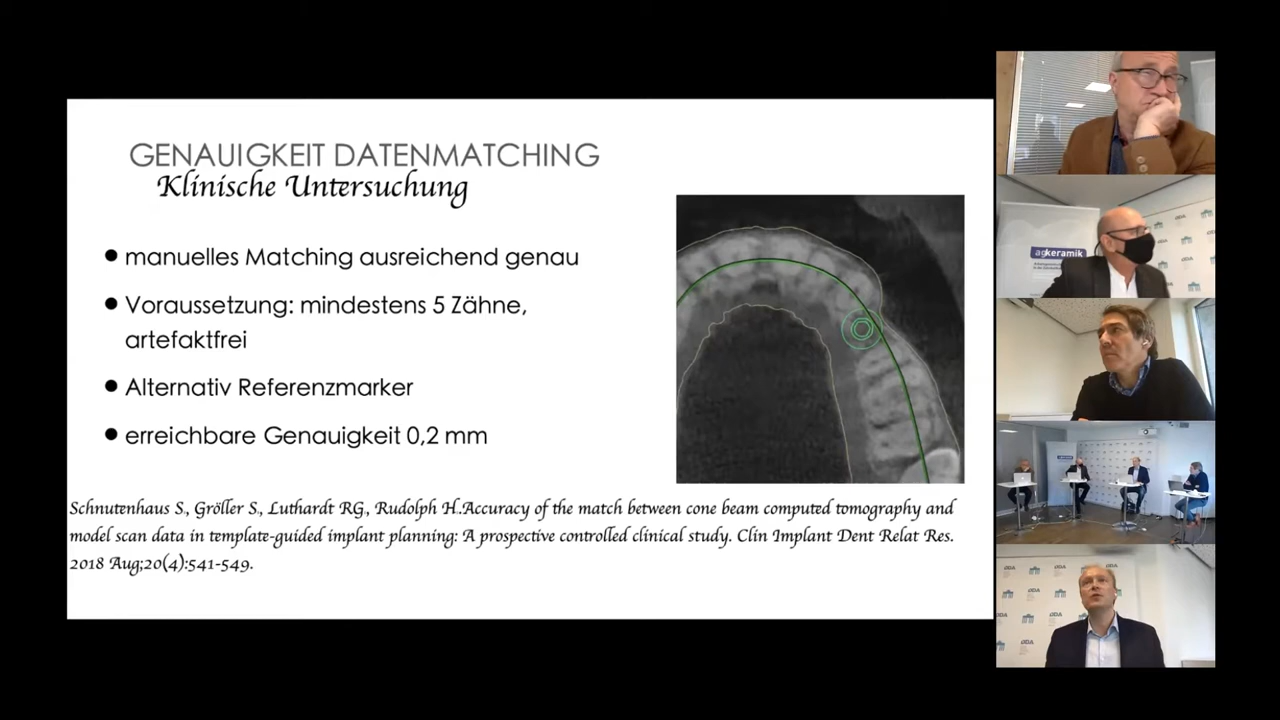 GENAUIGKEIT DATENMATCHING
Klinische Untersuchung
● manuelles Matching ausreichend genau
● Voraussetzung: mindestens 5 Zähne,
artefaktfrei
● Alternativ Referenzmarker
● erreichbare Genauigkeit 0,2 mm
Schnutenhaus S., Gröller S., Luthardt RG., Rudolph H.Accuracy of the match between cone beam computed tomography and
model scan data in template-guided implant planning: A prospective controlled clinical study. Clin Implant Dent Relat Res.
2018 Aug;20(4):541-549.
agkeramik